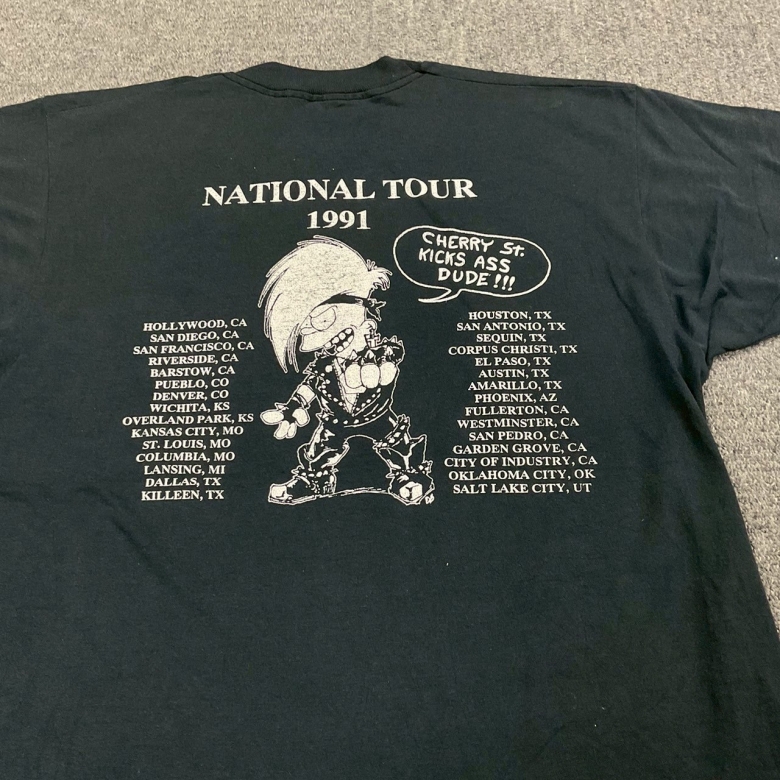 NATIONAL TOUR
1991
CHERRY St.
KICKS ASS
DUDE!!!
HOLLYWOOD, CA
SAN DIEGO, CA
SAN FRANCISCO, CA
RIVERSIDE, CA
BARSTOW, CA
PUEBLO, CO
DENVER, CO
WICHITA, KS
OVERLAND PARK, KS
KANSAS CITY, MO
ST. LOUIS, MO
COLUMBIA, MO
LANSING, MI
DALLAS, TX
KILLEEN, TX
HOUSTON, TX
SAN ANTONIO, TX
SEQUIN, TX
CORPUS CHRISTI, TX
EL PASO, TX
AUSTIN, TX
AMARILLO, TX
PHOENIX, AZ
FULLERTON, CA
WESTMINSTER, CA
SAN PEDRO, CA
GARDEN GROVE, CA
CITY OF INDUSTRY, CA
OKLAHOMA CITY, OK
SALT LAKE CITY, UT